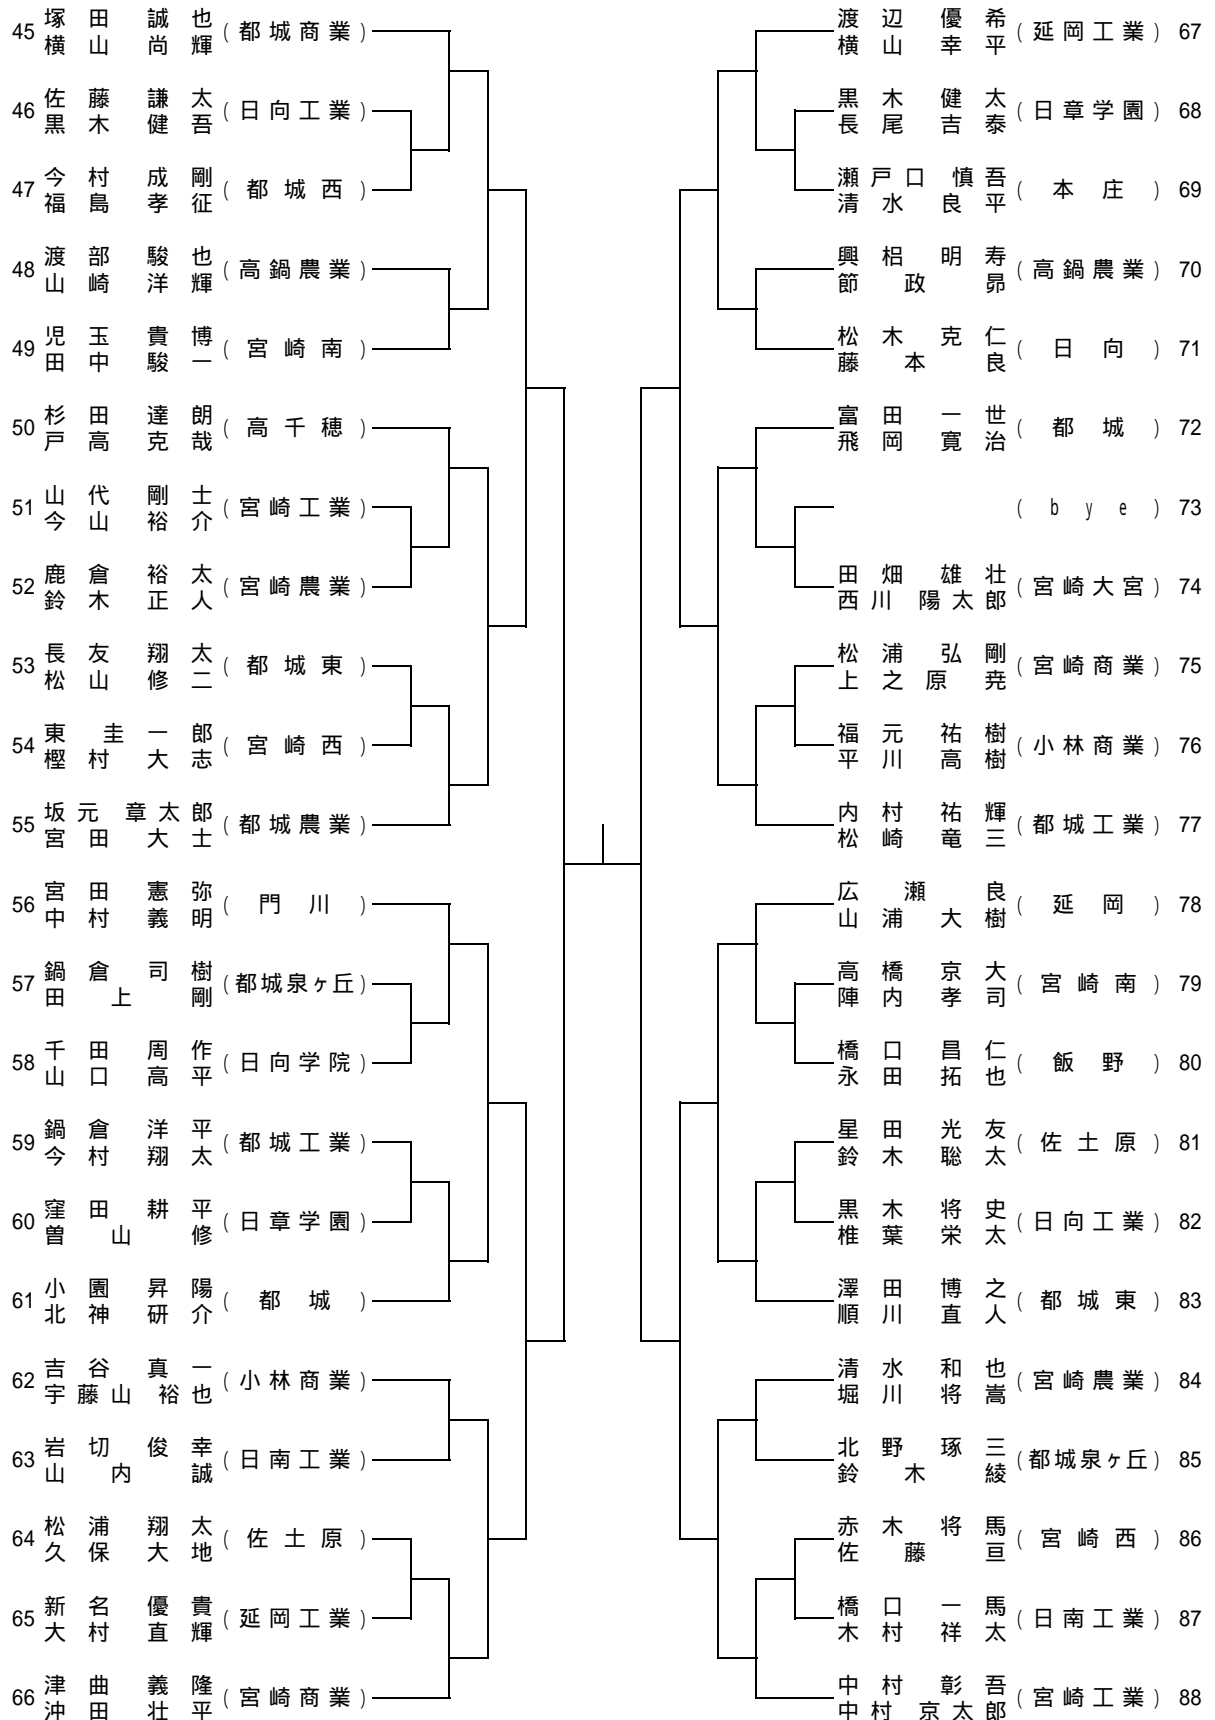 45 塚田誠也 (都城商業)
横山尚輝
46 佐藤謙太 (日向工業)
黒木健吾
47 今村成剛 (都城西)
福島孝征
48 渡部駿也 (高鍋農業)
山崎洋輝
49 児玉貴博 (宮崎南)
田中駿一
50 杉田達朗 (高千穂)
戸高克哉
51 山代剛士 (宮崎工業)
今山裕介
52 鹿倉裕太 (宮崎農業)
鈴木正人
53 長友翔太 (都城東)
松山修二
54 東圭一郎 (宮崎西)
樫村大志
55 坂元章太郎 (都城農業)
宮田大士
56 宮田憲弥 (門川)
中村義明
57 鍋倉司樹 (都城泉ヶ丘)
田上剛
58 千田周作 (日向学院)
山口高平
59 鍋倉洋平 (都城工業)
今村翔太
60 窪田耕平 (日章学園)
曽山修
61 小園昇陽 (都城)
北神研介
62 吉谷真一 (小林商業)
宇藤山裕也
63 岩切俊幸 (日南工業)
山内誠
64 松浦翔太 (佐土原)
久保大地
65 新名優貴 (延岡工業)
大村直輝
66 津曲義隆 (宮崎商業)
沖田壮平
渡辺優希 (延岡工業) 67
横山幸平
黒木健太 (日章学園) 68
長尾吉泰
瀬戸口慎吾 (本庄) 69
清水良平
興梠明寿 (高鍋農業) 70
節政昴
松木克仁 (日向) 71
藤本良
富田一世 (都城) 72
飛岡寛治
(bye) 73
田畑雄壮 (宮崎大宮) 74
西川陽太郎
松浦弘剛 (宮崎商業) 75
上之原尭
福元祐樹 (小林商業) 76
平川高樹
内村祐輝 (都城工業) 77
松崎竜三
広瀬良 (延岡) 78
山浦大樹
高橋京大 (宮崎南) 79
陣内孝司
橋口昌仁 (飯野) 80
永田拓也
星田光友 (佐土原) 81
鈴木聡太
黒木将史 (日向工業) 82
椎葉栄太
澤田博之 (都城東) 83
順川直人
清水和也 (宮崎農業) 84
堀川将嵩
北野琢三 (都城泉ヶ丘) 85
鈴木綾
赤木将馬 (宮崎西) 86
佐藤亘
橋口一馬 (日南工業) 87
木村祥太
中村彰吾 (宮崎工業) 88
中村京太郎